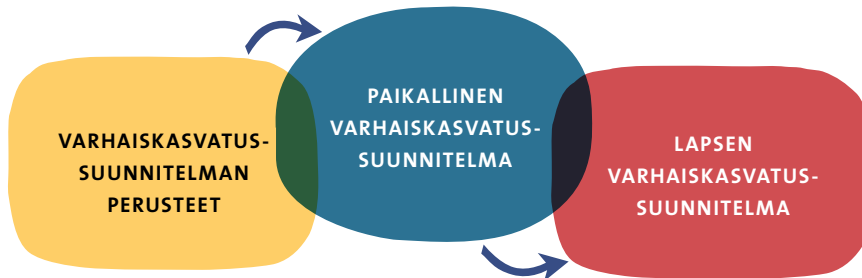 VARHAISKASVATUS-
SUUNNITELMAN
PERUSTEET
PAIKALLINEN
VARHAISKASVATUS-
SUUNNITELMA
LAPSEN
VARHAISKASVATUS-
SUUNNITELMA